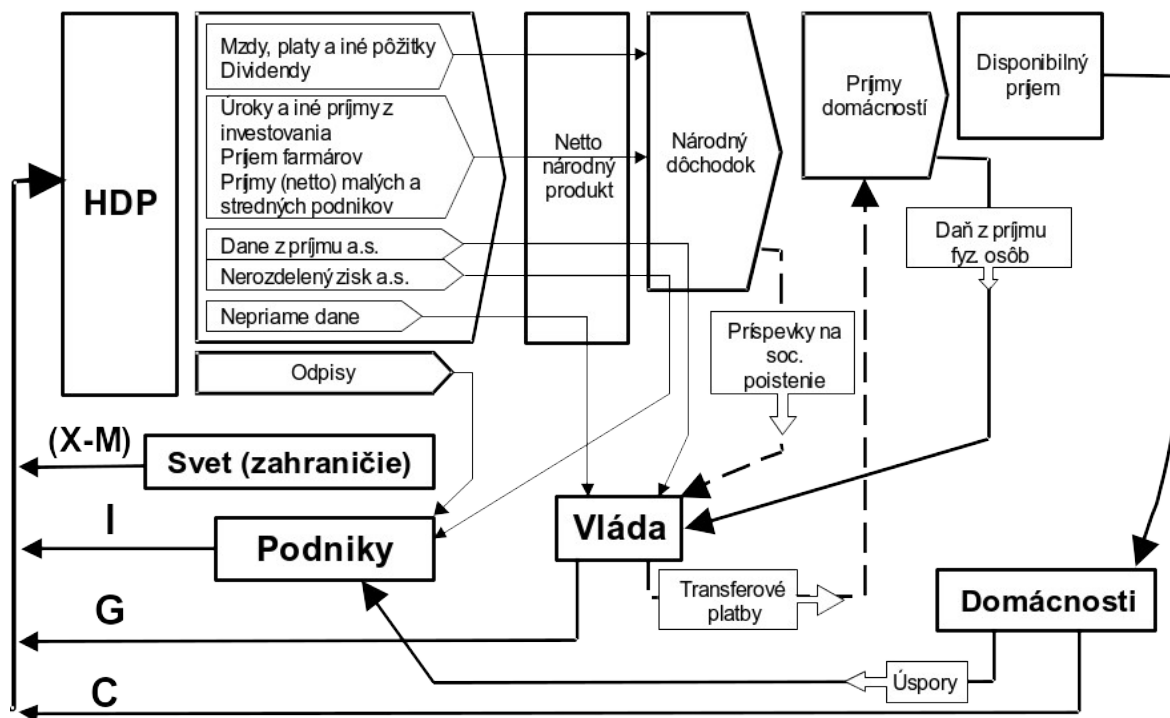 HDP
Mzdy, platy a iné pôžitky
Dividendy
Úroky a iné príjmy z
investovania
Príjem farmárov
Príjmy (netto) malých a
stredných podnikov
Dane z príjmu a.s.
Nerozdelený zisk a.s.
Nepriame dane
Odpisy
Netto
národný
produkt
Národný
dôchodok
Príjmy
domácností
Disponibilný
príjem
Daň z príjmu
fyz. osôb
Príspevky na
soc.
poistenie
(X-M)
Svet (zahraničie)
I
Podniky
Vláda
G
Transferové
platby
Domácnosti
Úspory
C